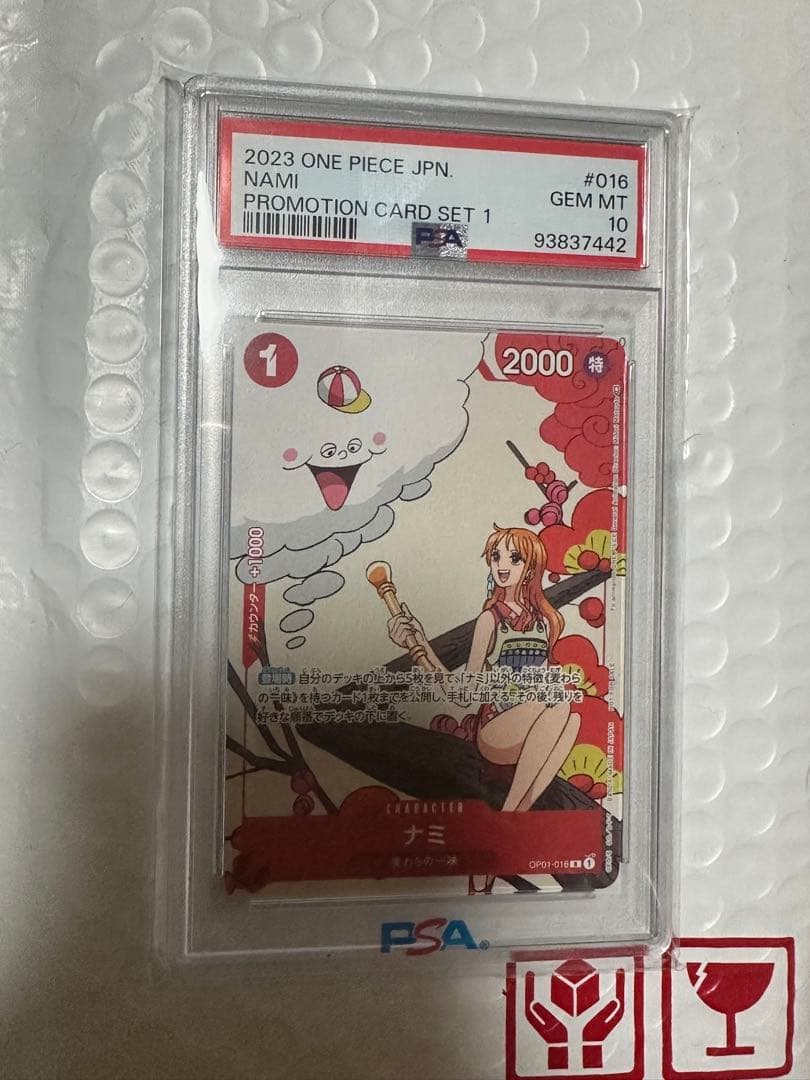 2023 ONE PIECE JPN.
#016
NAMI
GEM MT
PROMOTION CARD SET 1
10
PSA
93837442
1
2000
特
カウンター+1000
登場時 自分のデッキの上から5枚を見て、「ナミ」以外の特徴《麦わら
の一味》を持つカード1枚までを公開し、手札に加える。その後、残りを
好きな順番でデッキの下に置く。
CHARACTER
ナミ
麦わらの一味
OP01-016 R 1
PSA